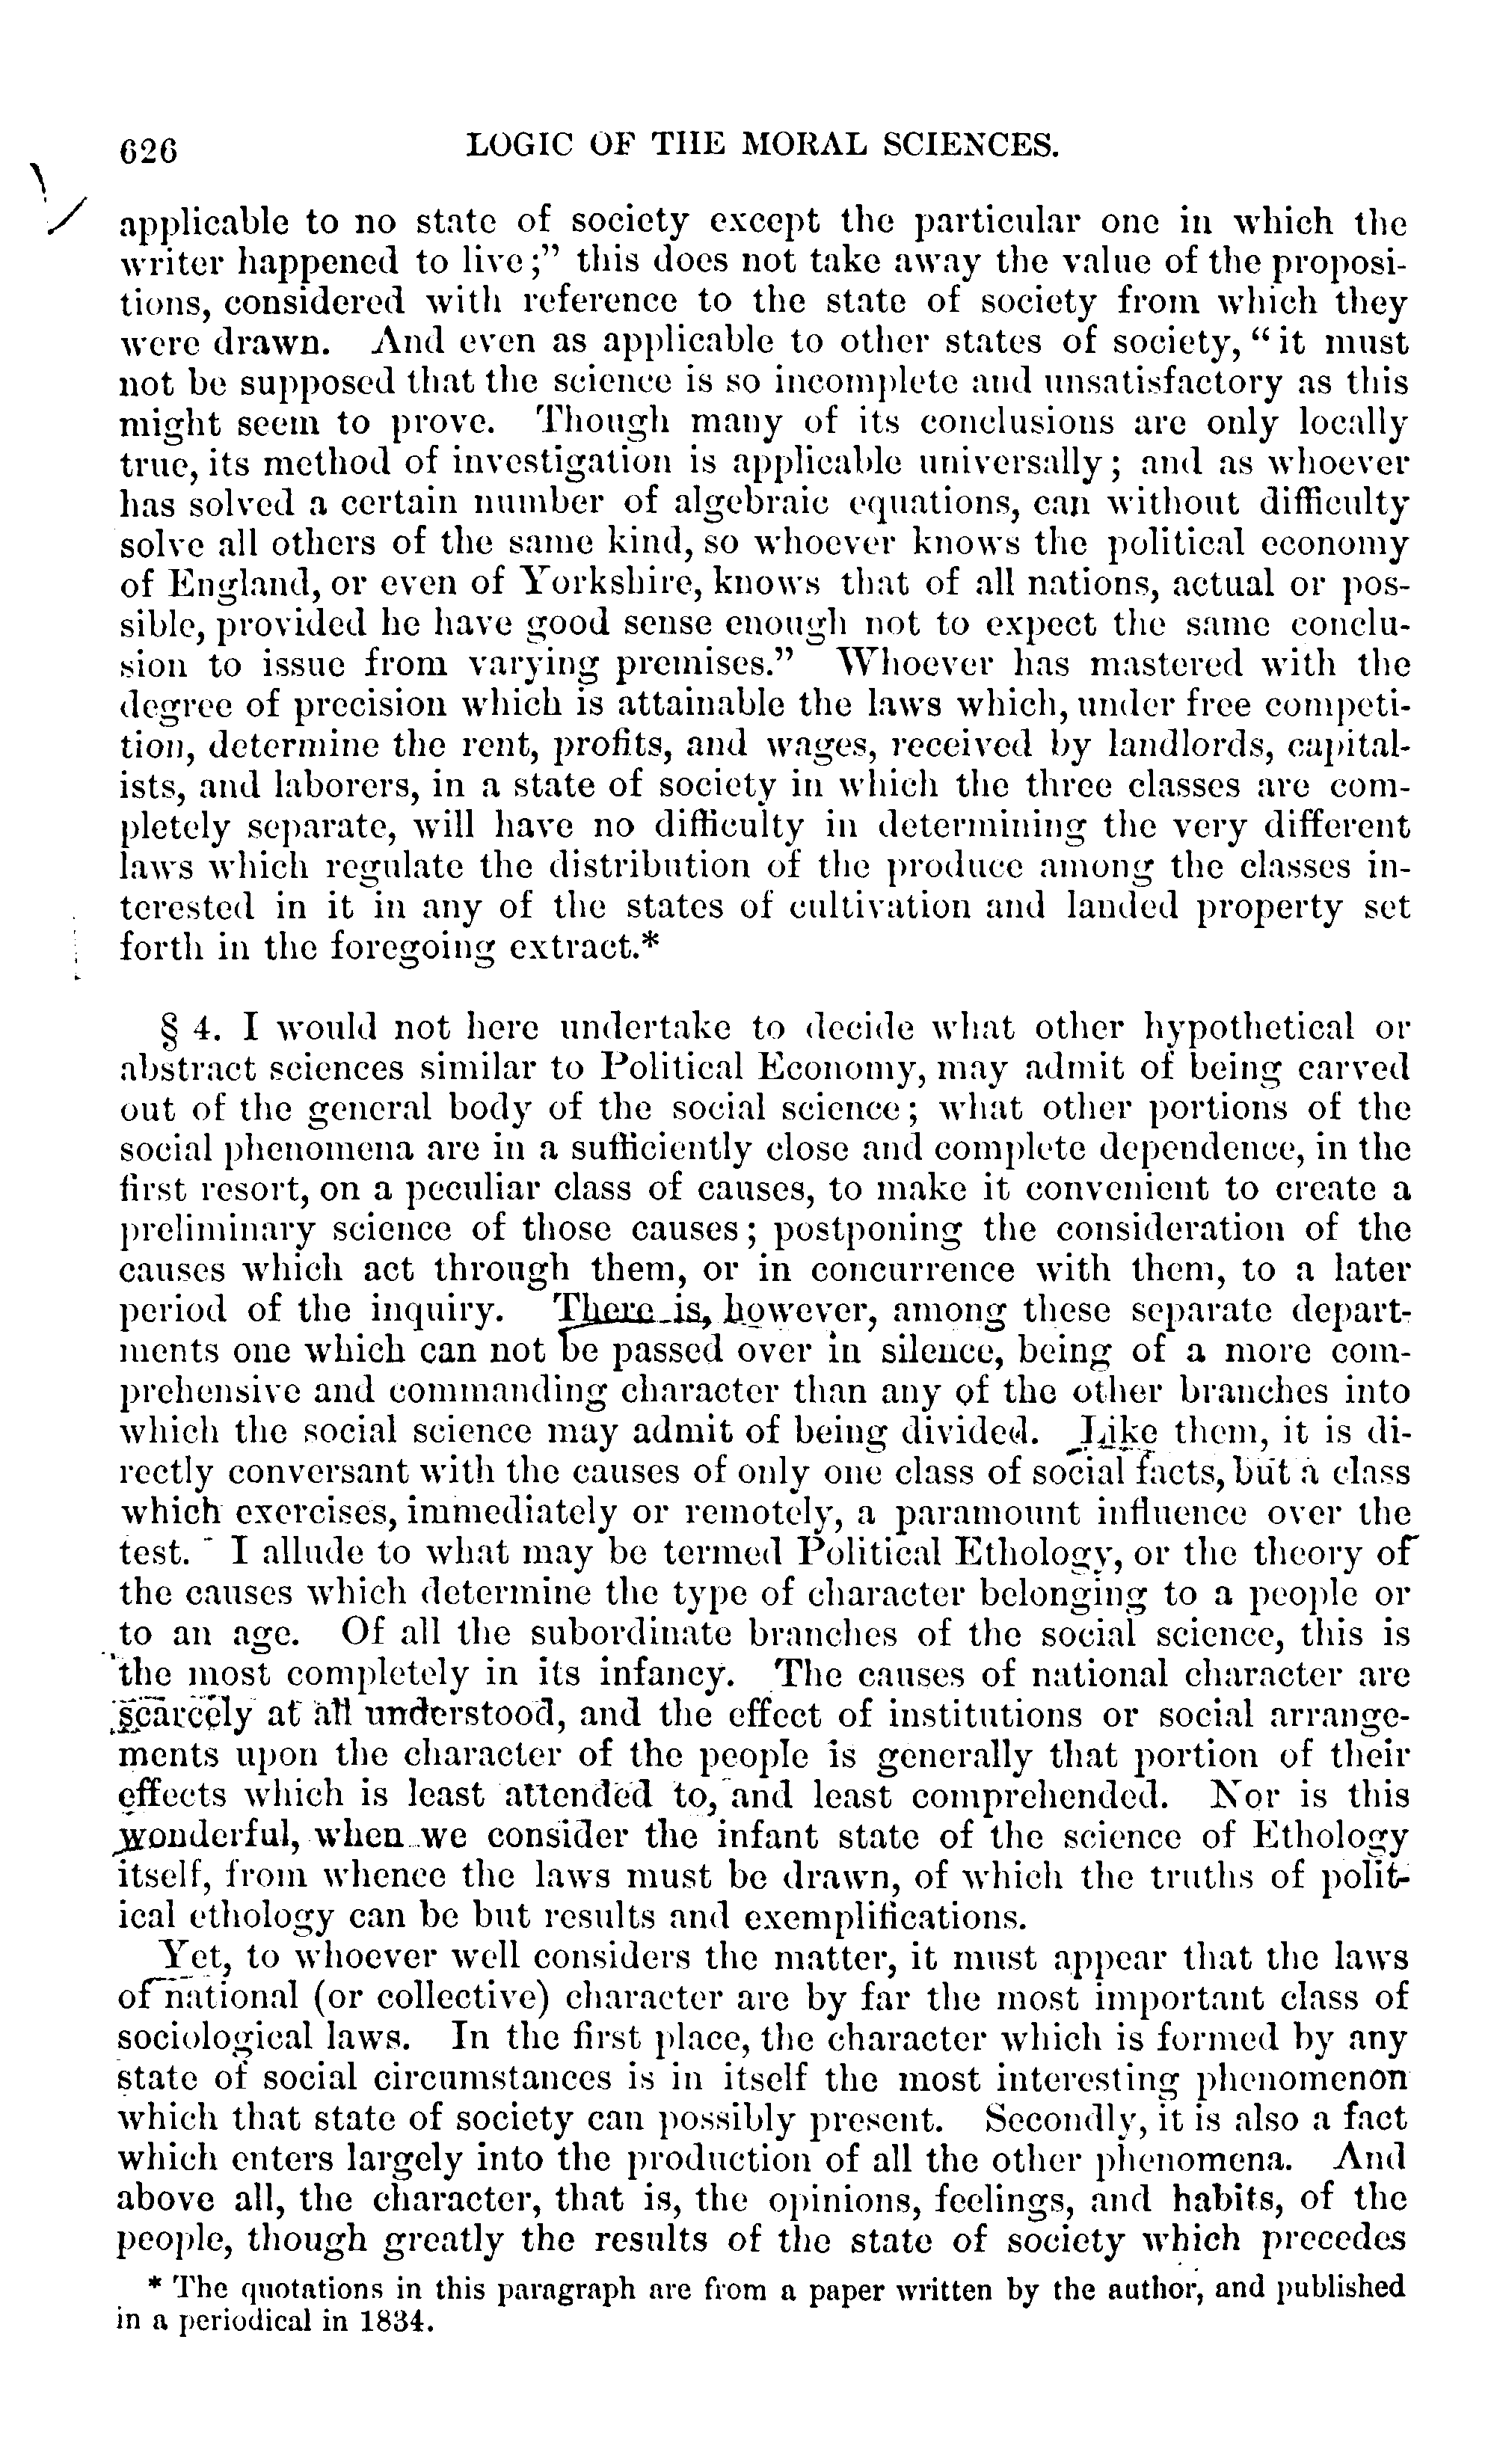 626 LOGIC OF THE MORAL SCIENCES.
applicable to no state of society except the particular one in which the
writer happened to live;" this does not take away the value of the proposi-
tions, considered with reference to the state of society from which they
were drawn. And even as applicable to other states of society, "it must
not be supposed that the science is so incomplete and unsatisfactory as this
might seem to prove. Though many of its conclusions are only locally
true, its method of investigation is applicable universally; and as whoever
has solved a certain number of algebraic equations, can without difficulty
solve all others of the same kind, so whoever knows the political economy
of England, or even of Yorkshire, knows that of all nations, actual or pos-
sible, provided he have good sense enough not to expect the same conclu-
sion to issue from varying premises." Whoever has mastered with the
degree of precision which is attainable the laws which, under free competi-
tion, determine the rent, profits, and wages, received by landlords, capital-
ists, and laborers, in a state of society in which the three classes are com-
pletely separate, will have no difficulty in determining the very different
laws which regulate the distribution of the produce among the classes in-
terested in it in any of the states of cultivation and landed property set
forth in the foregoing extract.*
§ 4. I would not here undertake to decide what other hypothetical or
abstract sciences similar to Political Economy, may admit of being carved
out of the general body of the social science; what other portions of the
social phenomena are in a sufficiently close and complete dependence, in the
first resort, on a peculiar class of causes, to make it convenient to create a
preliminary science of those causes; postponing the consideration of the
causes which act through them, or in concurrence with them, to a later
period of the inquiry. There is, however, among these separate depart-
ments one which can not be passed over in silence, being of a more com-
prehensive and commanding character than any of the other branches into
which the social science may admit of being divided. Like them, it is di-
rectly conversant with the causes of only one class of social facts, but a class
which exercises, immediately or remotely, a paramount influence over the
test. I allude to what may be termed Political Ethology, or the theory of
the causes which determine the type of character belonging to a people or
to an age. Of all the subordinate branches of the social science, this is
the most completely in its infancy. The causes of national character are
scarcely at all understood, and the effect of institutions or social arrange-
ments upon the character of the people is generally that portion of their
effects which is least attended to, and least comprehended. Nor is this
wonderful, when we consider the infant state of the science of Ethology
itself, from whence the laws must be drawn, of which the truths of polit-
ical ethology can be but results and exemplifications.
Yet, to whoever well considers the matter, it must appear that the laws
of national (or collective) character are by far the most important class of
sociological laws. In the first place, the character which is formed by any
state of social circumstances is in itself the most interesting phenomenon
which that state of society can possibly present. Secondly, it is also a fact
which enters largely into the production of all the other phenomena. And
above all, the character, that is, the opinions, feelings, and habits, of the
people, though greatly the results of the state of society which precedes
* The quotations in this paragraph are from a paper written by the author, and published
in a periodical in 1834.